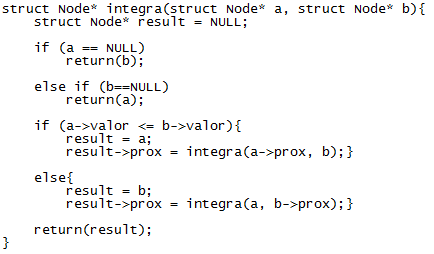 struct Node* integra(struct Node* a, struct Node* b){
    struct Node* result = NULL;

    if (a == NULL)
        return(b);

    else if (b==NULL)
        return(a);

    if (a->valor <= b->valor){
        result = a;
        result->prox = integra(a->prox, b);}

    else{
        result = b;
        result->prox = integra(a, b->prox);}

    return(result);
}